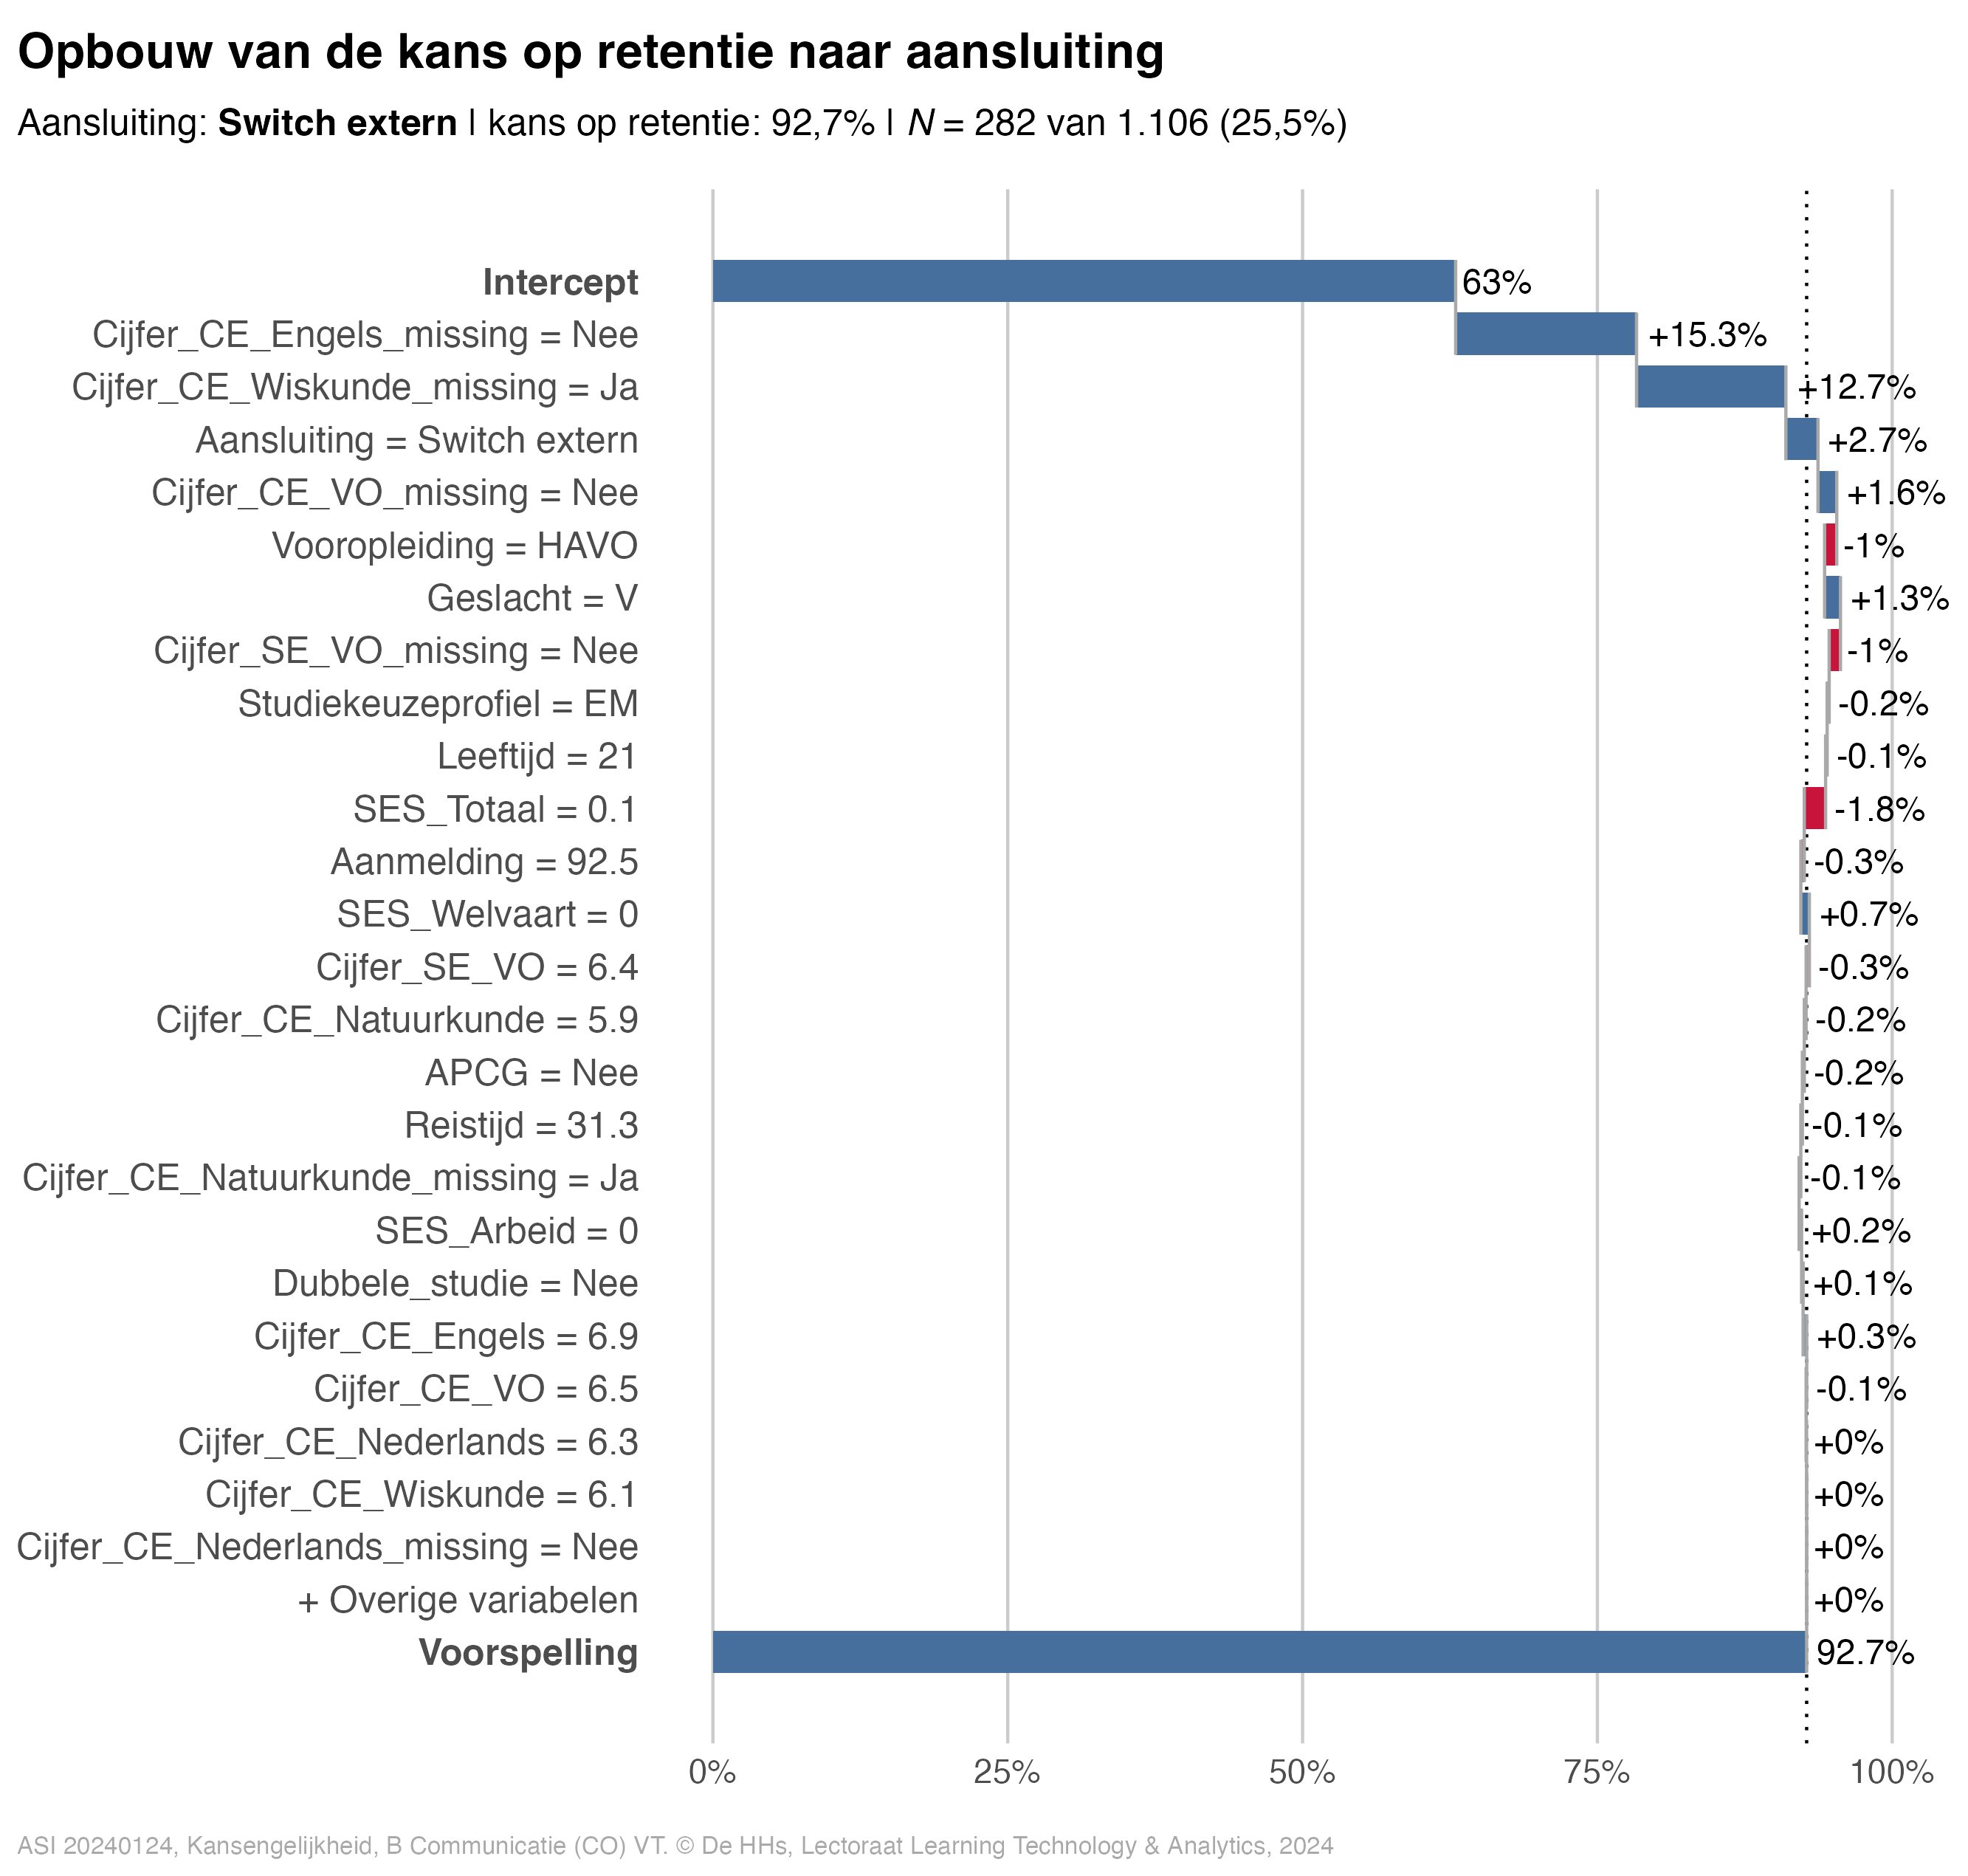 Opbouw van de kans op retentie naar aansluiting
Aansluiting: Switch extern | kans op retentie: 92,7% | N = 282 van 1.106 (25,5%)
Intercept 63%
Cijfer_CE_Engels_missing = Nee +15.3%
Cijfer_CE_Wiskunde_missing = Ja +12.7%
Aansluiting = Switch extern +2.7%
Cijfer_CE_VO_missing = Nee +1.6%
Vooropleiding = HAVO -1%
Geslacht = V +1.3%
Cijfer_SE_VO_missing = Nee -1%
Studiekeuzeprofiel = EM -0.2%
Leeftijd = 21 -0.1%
SES_Totaal = 0.1 -1.8%
Aanmelding = 92.5 -0.3%
SES_Welvaart = 0 +0.7%
Cijfer_SE_VO = 6.4 -0.3%
Cijfer_CE_Natuurkunde = 5.9 -0.2%
APCG = Nee -0.2%
Reistijd = 31.3 -0.1%
Cijfer_CE_Natuurkunde_missing = Ja -0.1%
SES_Arbeid = 0 +0.2%
Dubbele_studie = Nee +0.1%
Cijfer_CE_Engels = 6.9 +0.3%
Cijfer_CE_VO = 6.5 -0.1%
Cijfer_CE_Nederlands = 6.3 +0%
Cijfer_CE_Wiskunde = 6.1 +0%
Cijfer_CE_Nederlands_missing = Nee +0%
+ Overige variabelen +0%
Voorspelling 92.7%
0% 25% 50% 75% 100%
ASI 20240124, Kansengelijkheid, B Communicatie (CO) VT. © De HHs, Lectoraat Learning Technology & Analytics, 2024